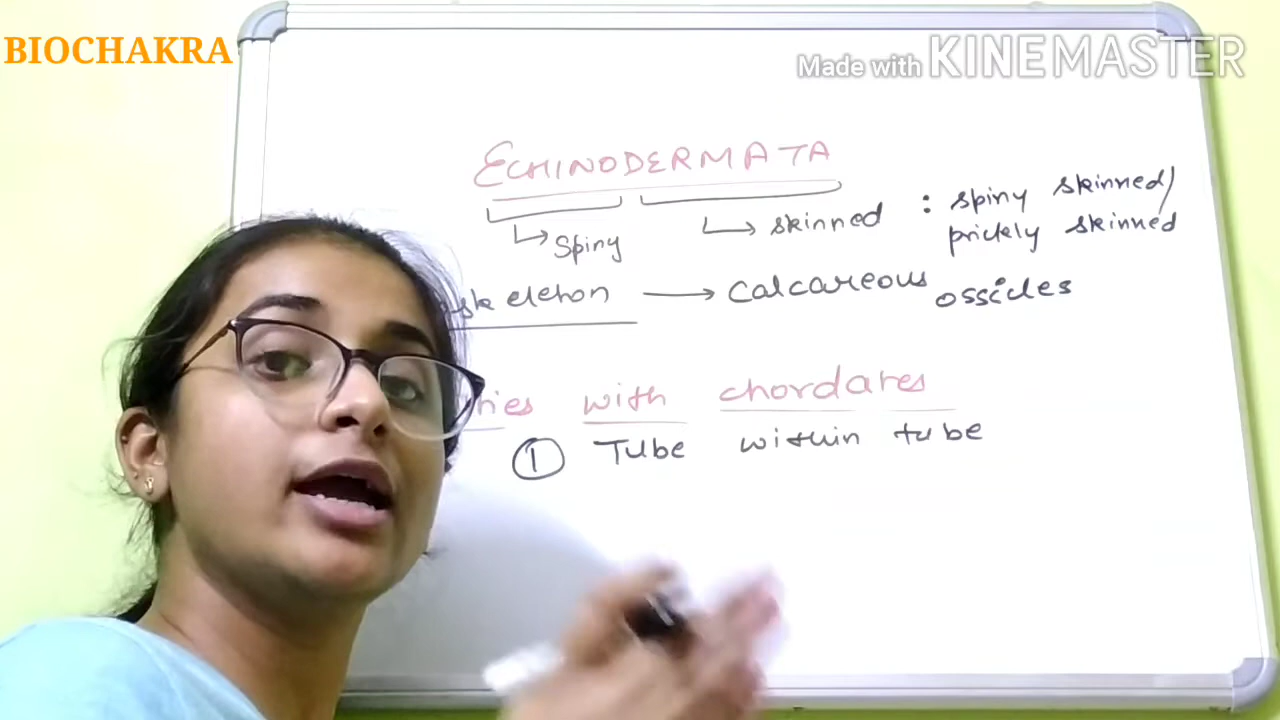 BIOCHAKRA
Made with KINEMASTER
ECHINODERMATA
Spiny
skinned
: spiny skinned/
prickly skinned
skeleton → calcareous ossicles
with chordates
① Tube within tube